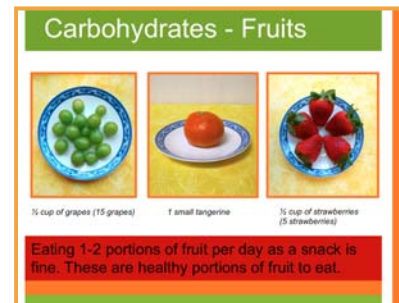 Carbohydrates - Fruits
½ cup of grapes (15 grapes)
1 small tangerine
½ cup of strawberries
(5 strawberries)
Eating 1-2 portions of fruit per day as a snack is
fine. These are healthy portions of fruit to eat.